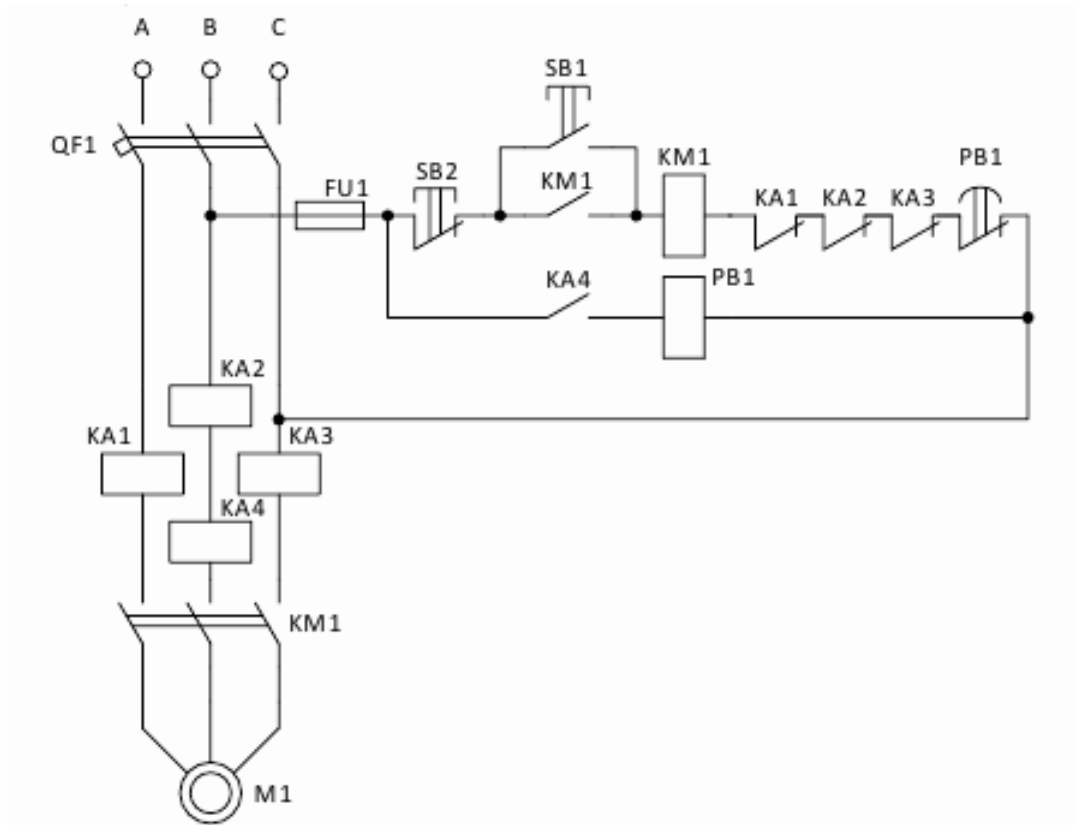 A B C
SB1
QF1
SB2 KM1 KM1 PB1
FU1 KA1 KA2 KA3
KA4 PB1
KA2
KA1 KA3
KA4
KM1
M1